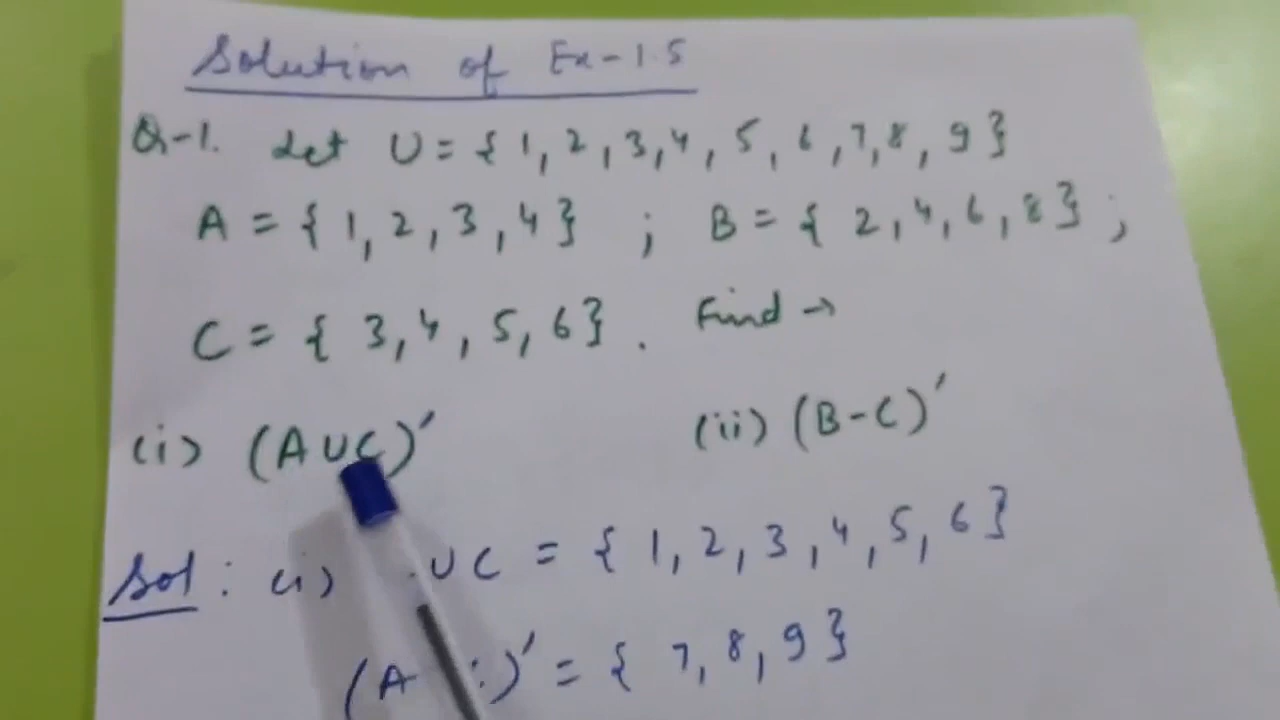 Solution of Ex-1.5
Q-1. Let U = { 1, 2, 3, 4, 5, 6, 7, 8, 9 }
A = { 1, 2, 3, 4 } ; B = { 2, 4, 6, 8 } ;
C = { 3, 4, 5, 6 } . Find →
(i) (A ∪ C)' (ii) (B - C)'
Sol : (i) ∪ C = { 1, 2, 3, 4, 5, 6 }
(A )' = { 7, 8, 9 }